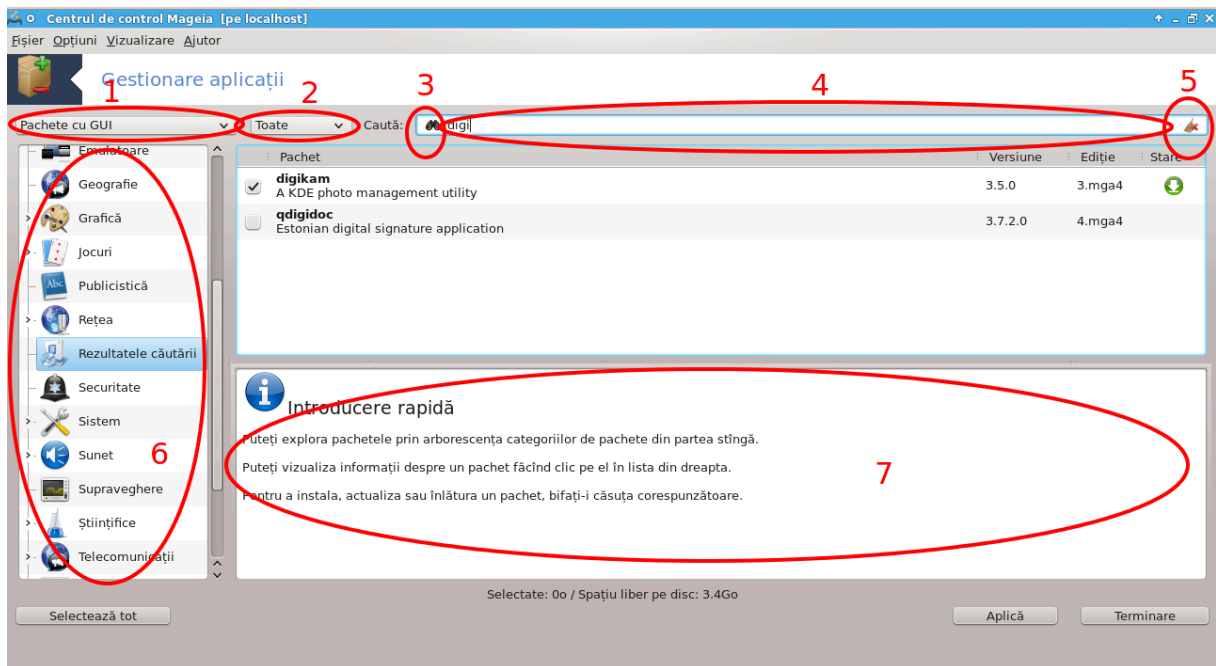 Centrul de control Mageia [pe localhost]
Fișier Opțiuni Vizualizare Ajutor
Gestionare aplicații
1 2 3 4 5
Pachete cu GUI Toate Caută: digi
Emulatoare
Geografie
Grafică
Jocuri
Publicistică
Rețea
Rezultatele căutării
Securitate
Sistem
Sunet
6
Supraveghere
Științifice
Telecomunicații
Pachet Versiune Ediție Stare
digikam
A KDE photo management utility
3.5.0 3.mga4
qdigidoc
Estonian digital signature application
3.7.2.0 4.mga4
Introducere rapidă
Puteți explora pachetele prin arborescența categoriilor de pachete din partea stîngă.
Puteți vizualiza informații despre un pachet făcînd clic pe el în lista din dreapta.
7
Pentru a instala, actualiza sau înlătura un pachet, bifați-i căsuța corespunzătoare.
Selectate: 0o / Spațiu liber pe disc: 3.4Go
Selectează tot Aplică Terminare